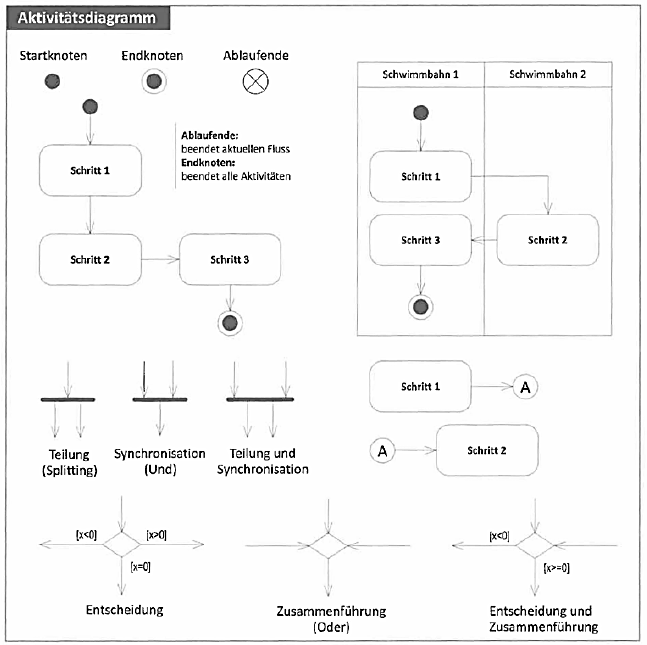 Aktivitätsdiagramm
Startknoten
Endknoten
Ablaufende
Ablaufende:
beendet aktuellen Fluss
Endknoten:
beendet alle Aktivitäten
Schritt 1
Schritt 2
Schritt 3
Schwimmbahn 1
Schwimmbahn 2
Schritt 1
Schritt 3
Schritt 2
Schritt 1
A
A
Schritt 2
Teilung
(Splitting)
Synchronisation
(Und)
Teilung und
Synchronisation
[x<0]
[x>0]
[x=0]
Entscheidung
Zusammenführung
(Oder)
[x<0]
[x>=0]
Entscheidung und
Zusammenführung